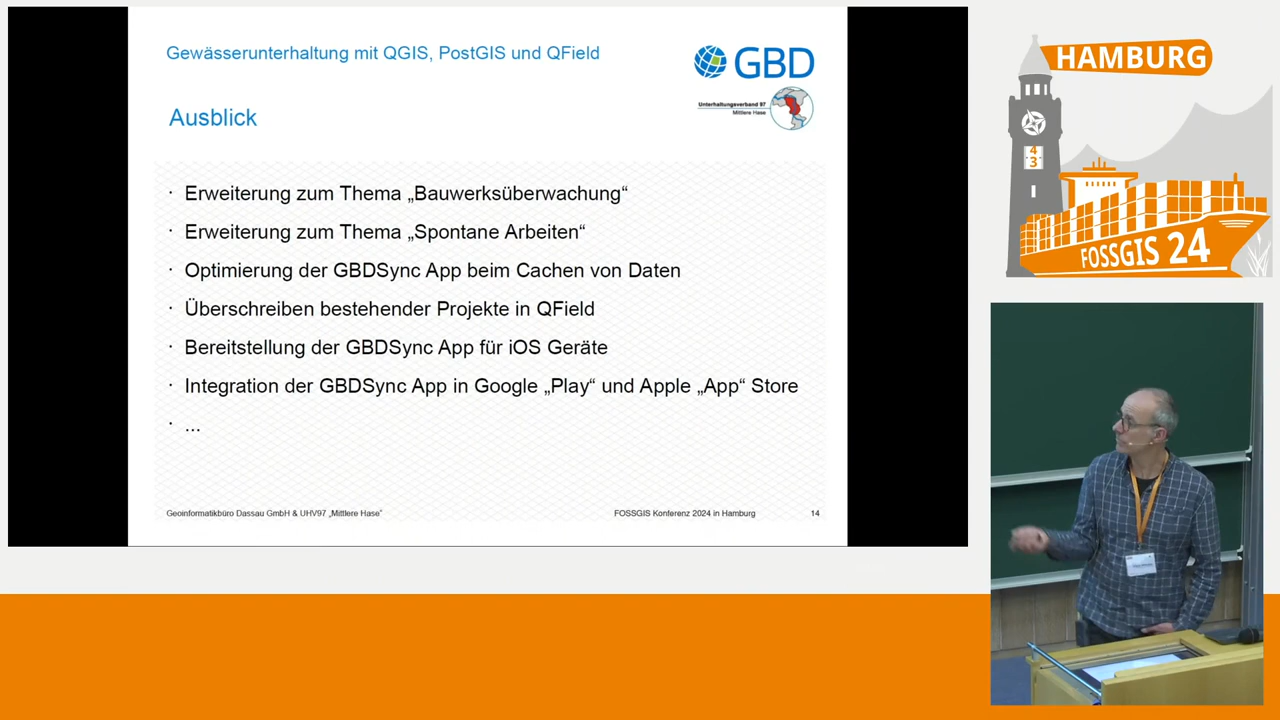 Gewässerunterhaltung mit QGIS, PostGIS und QField
GBD
Unterhaltungsverband 97
Mittlere Hase
Ausblick
· Erweiterung zum Thema „Bauwerksüberwachung“
· Erweiterung zum Thema „Spontane Arbeiten“
· Optimierung der GBDSync App beim Cachen von Daten
· Überschreiben bestehender Projekte in QField
· Bereitstellung der GBDSync App für iOS Geräte
· Integration der GBDSync App in Google „Play“ und Apple „App“ Store
· ...
Geoinformatikbüro Dassau GmbH & UHV97 „Mittlere Hase“
FOSSGIS Konferenz 2024 in Hamburg
14
HAMBURG
4
3
FOSSGIS 24